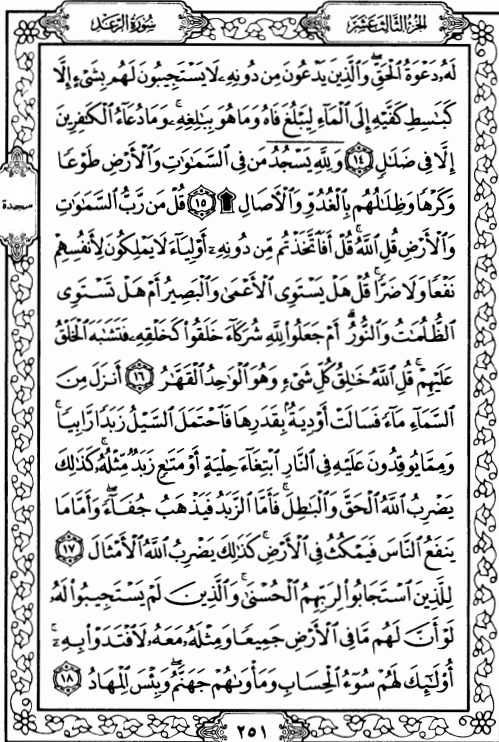 الجزء الثالث عشر
سورة الرعد
لَهُۥ دَعْوَةُ ٱلْحَقِّ ۖ وَٱلَّذِينَ يَدْعُونَ مِن دُونِهِۦ لَا يَسْتَجِيبُونَ لَهُم بِشَىْءٍ إِلَّا
كَبَـٰسِطِ كَفَّيْهِ إِلَى ٱلْمَآءِ لِيَبْلُغَ فَاهُ وَمَا هُوَ بِبَـٰلِغِهِۦ ۚ وَمَا دُعَآءُ ٱلْكَـٰفِرِينَ
إِلَّا فِى ضَلَـٰلٍ ١٤ وَلِلَّهِ يَسْجُدُ مَن فِى ٱلسَّمَـٰوَٰتِ وَٱلْأَرْضِ طَوْعًا
وَكَرْهًا وَظِلَـٰلُهُم بِٱلْغُدُوِّ وَٱلْـَٔاصَالِ ۩ ١٥ قُلْ مَن رَّبُّ ٱلسَّمَـٰوَٰتِ
سجدة
وَٱلْأَرْضِ قُلِ ٱللَّهُ ۚ قُلْ أَفَٱتَّخَذْتُم مِّن دُونِهِۦٓ أَوْلِيَآءَ لَا يَمْلِكُونَ لِأَنفُسِهِمْ
نَفْعًا وَلَا ضَرًّا ۚ قُلْ هَلْ يَسْتَوِى ٱلْأَعْمَىٰ وَٱلْبَصِيرُ أَمْ هَلْ تَسْتَوِى
ٱلظُّلُمَـٰتُ وَٱلنُّورُ ۗ أَمْ جَعَلُوا۟ لِلَّهِ شُرَكَآءَ خَلَقُوا۟ كَخَلْقِهِۦ فَتَشَـٰبَهَ ٱلْخَلْقُ
عَلَيْهِمْ ۚ قُلِ ٱللَّهُ خَـٰلِقُ كُلِّ شَىْءٍ وَهُوَ ٱلْوَٰحِدُ ٱلْقَهَّـٰرُ ١٦ أَنزَلَ مِنَ
ٱلسَّمَآءِ مَآءً فَسَالَتْ أَوْدِيَةٌۢ بِقَدَرِهَا فَٱحْتَمَلَ ٱلسَّيْلُ زَبَدًا رَّابِيًا ۚ
وَمِمَّا يُوقِدُونَ عَلَيْهِ فِى ٱلنَّارِ ٱبْتِغَآءَ حِلْيَةٍ أَوْ مَتَـٰعٍ زَبَدٌ مِّثْلُهُۥ ۚ كَذَٰلِكَ
يَضْرِبُ ٱللَّهُ ٱلْحَقَّ وَٱلْبَـٰطِلَ ۚ فَأَمَّا ٱلزَّبَدُ فَيَذْهَبُ جُفَآءً ۖ وَأَمَّا مَا
يَنفَعُ ٱلنَّاسَ فَيَمْكُثُ فِى ٱلْأَرْضِ ۚ كَذَٰلِكَ يَضْرِبُ ٱللَّهُ ٱلْأَمْثَالَ ١٧
لِلَّذِينَ ٱسْتَجَابُوا۟ لِرَبِّهِمُ ٱلْحُسْنَىٰ ۚ وَٱلَّذِينَ لَمْ يَسْتَجِيبُوا۟ لَهُۥ
لَوْ أَنَّ لَهُم مَّا فِى ٱلْأَرْضِ جَمِيعًا وَمِثْلَهُۥ مَعَهُۥ لَٱفْتَدَوْا۟ بِهِۦٓ ۚ
أُو۟لَـٰٓئِكَ لَهُمْ سُوٓءُ ٱلْحِسَابِ وَمَأْوَىٰهُمْ جَهَنَّمُ ۖ وَبِئْسَ ٱلْمِهَادُ ١٨
٢٥١